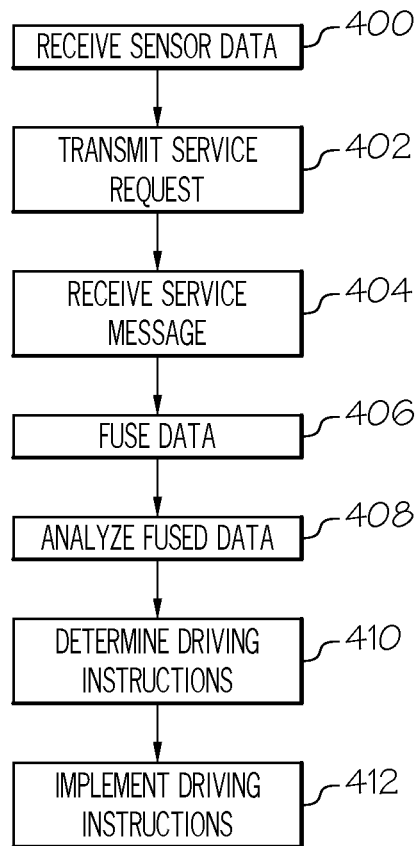 RECEIVE SENSOR DATA
400
TRANSMIT SERVICE
REQUEST
402
RECEIVE SERVICE
MESSAGE
404
FUSE DATA
406
ANALYZE FUSED DATA
408
DETERMINE DRIVING
INSTRUCTIONS
410
IMPLEMENT DRIVING
INSTRUCTIONS
412